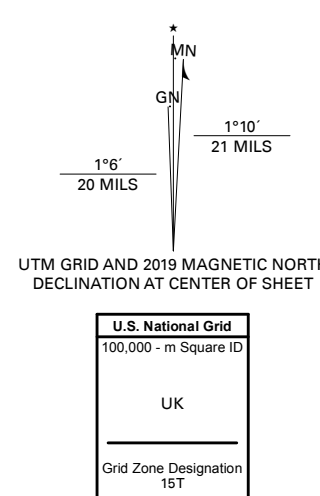 ★
MN
GN
1°10´
21 MILS
1°6´
20 MILS
UTM GRID AND 2019 MAGNETIC NORTH
DECLINATION AT CENTER OF SHEET
U.S. National Grid
100,000 - m Square ID
UK
Grid Zone Designation
15T